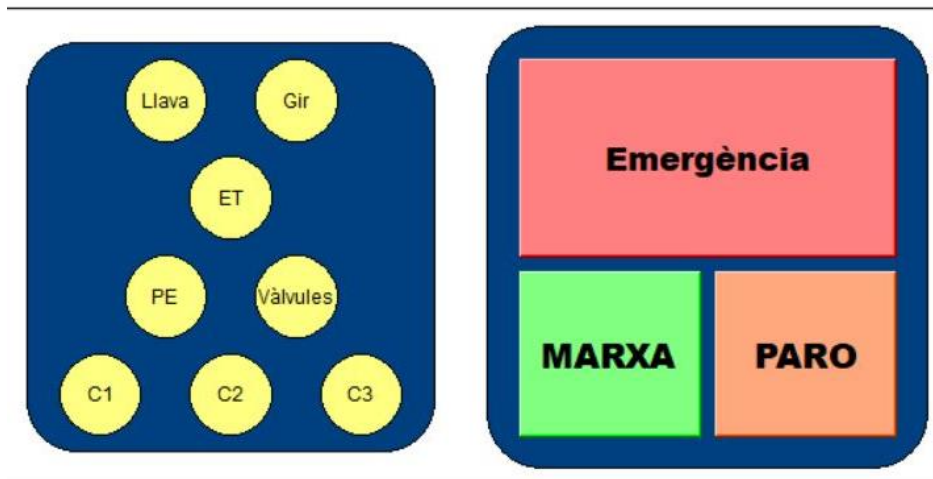 Llava
Gir
ET
PE
Vàlvules
C1
C2
C3
Emergència
MARXA
PARO